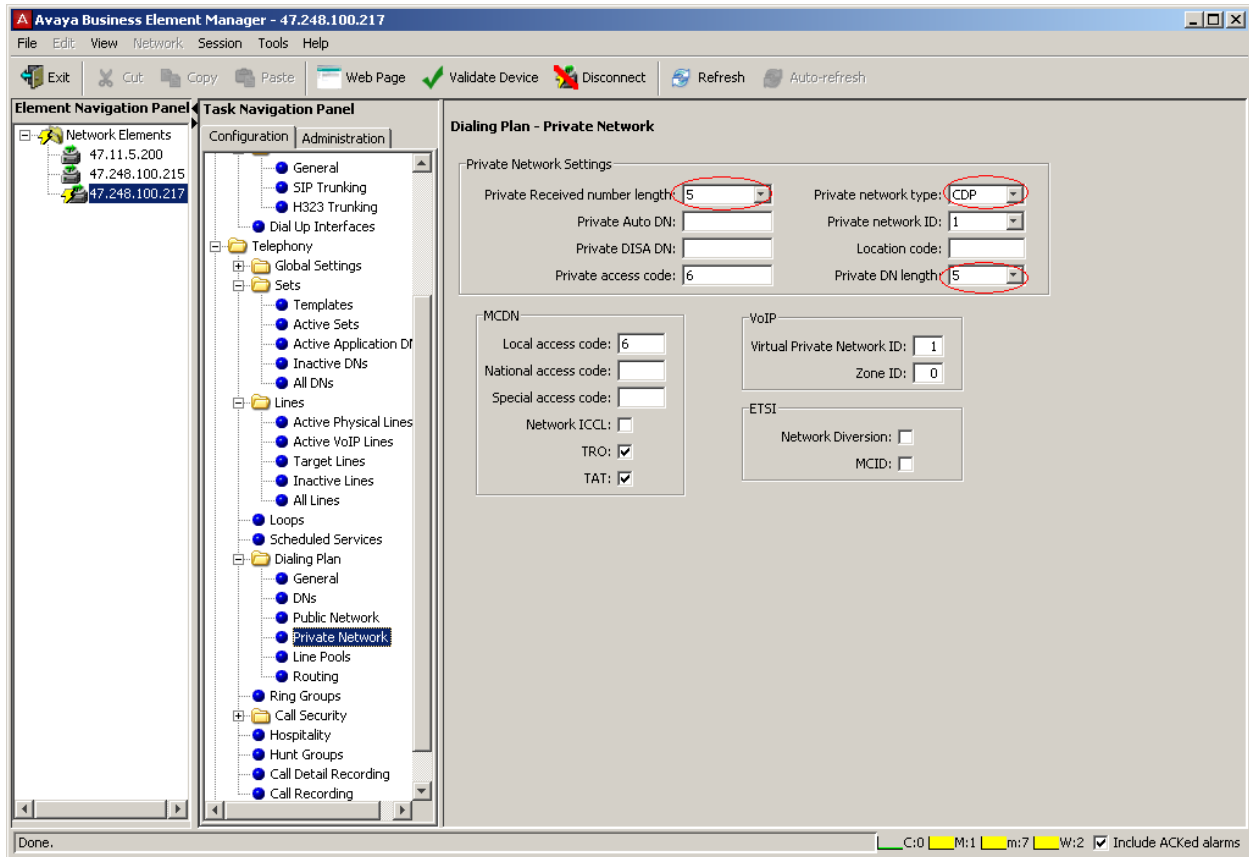 Avaya Business Element Manager - 47.248.100.217
File Edit View Network Session Tools Help
Exit Cut Copy Paste Web Page Validate Device Disconnect Refresh Auto-refresh
Element Navigation Panel
Network Elements
47.11.5.200
47.248.100.215
47.248.100.217
Task Navigation Panel
Configuration Administration
General
SIP Trunking
H323 Trunking
Dial Up Interfaces
Telephony
Global Settings
Sets
Templates
Active Sets
Active Application DN
Inactive DNs
All DNs
Lines
Active Physical Lines
Active VoIP Lines
Target Lines
Inactive Lines
All Lines
Loops
Scheduled Services
Dialing Plan
General
DNs
Public Network
Private Network
Line Pools
Routing
Ring Groups
Call Security
Hospitality
Hunt Groups
Call Detail Recording
Call Recording
Dialing Plan - Private Network
Private Network Settings
Private Received number length: 5 Private network type: CDP
Private Auto DN: Private network ID: 1
Private DISA DN: Location code:
Private access code: 6 Private DN length: 5
MCDN
Local access code: 6
National access code:
Special access code:
Network ICCL:
TRO:
TAT:
VoIP
Virtual Private Network ID: 1
Zone ID: 0
ETSI
Network Diversion:
MCID:
Done. C:0 M:1 m:7 W:2 Include ACKed alarms